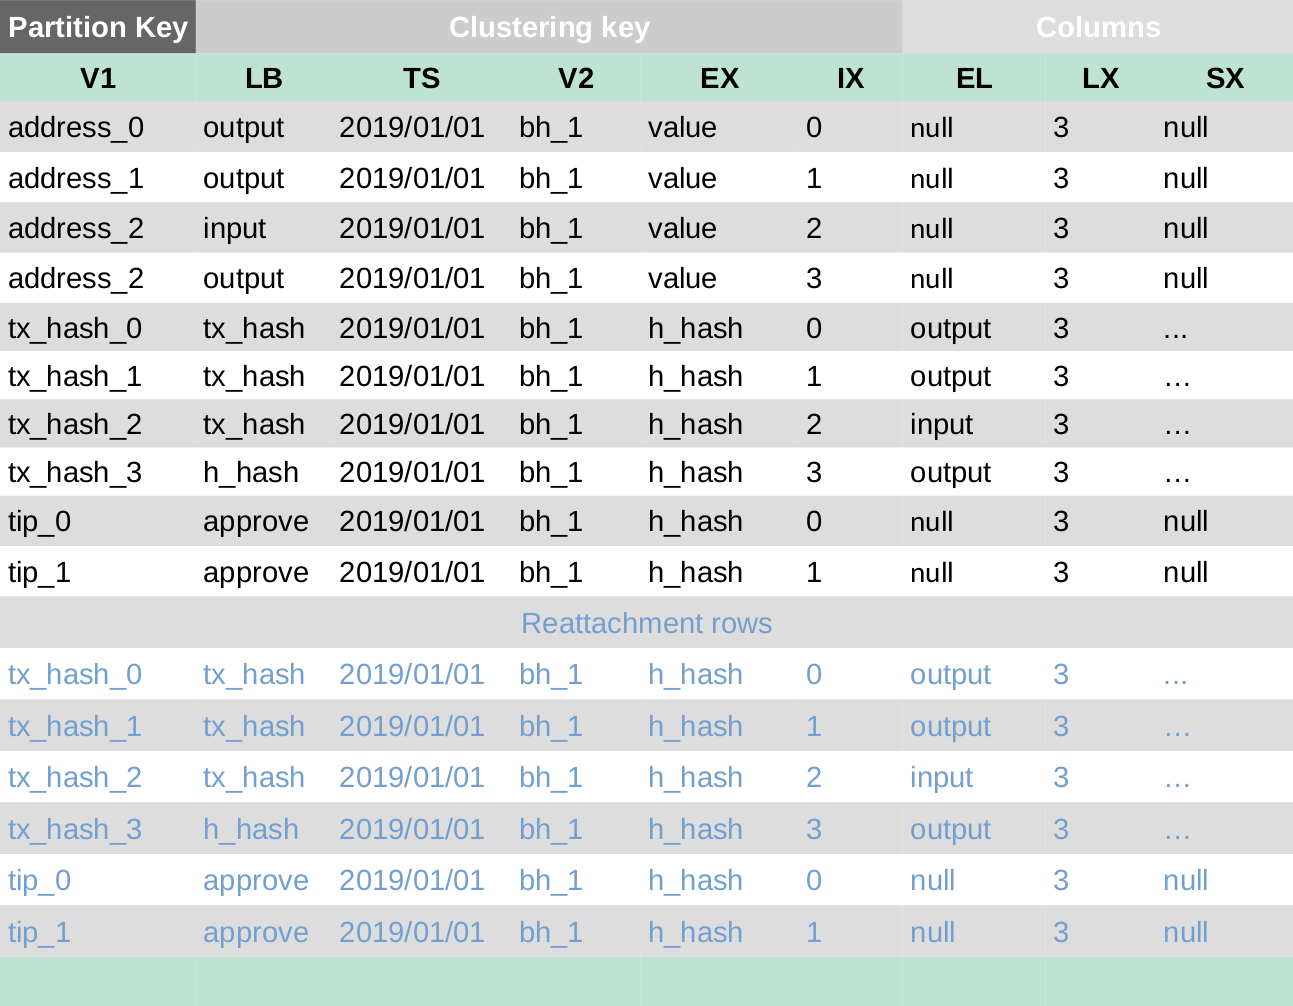 Partition Key Clustering key Columns
V1 LB TS V2 EX IX EL LX SX
address_0 output 2019/01/01 bh_1 value 0 null 3 null
address_1 output 2019/01/01 bh_1 value 1 null 3 null
address_2 input 2019/01/01 bh_1 value 2 null 3 null
address_2 output 2019/01/01 bh_1 value 3 null 3 null
tx_hash_0 tx_hash 2019/01/01 bh_1 h_hash 0 output 3 ...
tx_hash_1 tx_hash 2019/01/01 bh_1 h_hash 1 output 3 …
tx_hash_2 tx_hash 2019/01/01 bh_1 h_hash 2 input 3 …
tx_hash_3 h_hash 2019/01/01 bh_1 h_hash 3 output 3 …
tip_0 approve 2019/01/01 bh_1 h_hash 0 null 3 null
tip_1 approve 2019/01/01 bh_1 h_hash 1 null 3 null
Reattachment rows
tx_hash_0 tx_hash 2019/01/01 bh_1 h_hash 0 output 3 ...
tx_hash_1 tx_hash 2019/01/01 bh_1 h_hash 1 output 3 …
tx_hash_2 tx_hash 2019/01/01 bh_1 h_hash 2 input 3 …
tx_hash_3 h_hash 2019/01/01 bh_1 h_hash 3 output 3 …
tip_0 approve 2019/01/01 bh_1 h_hash 0 null 3 null
tip_1 approve 2019/01/01 bh_1 h_hash 1 null 3 null